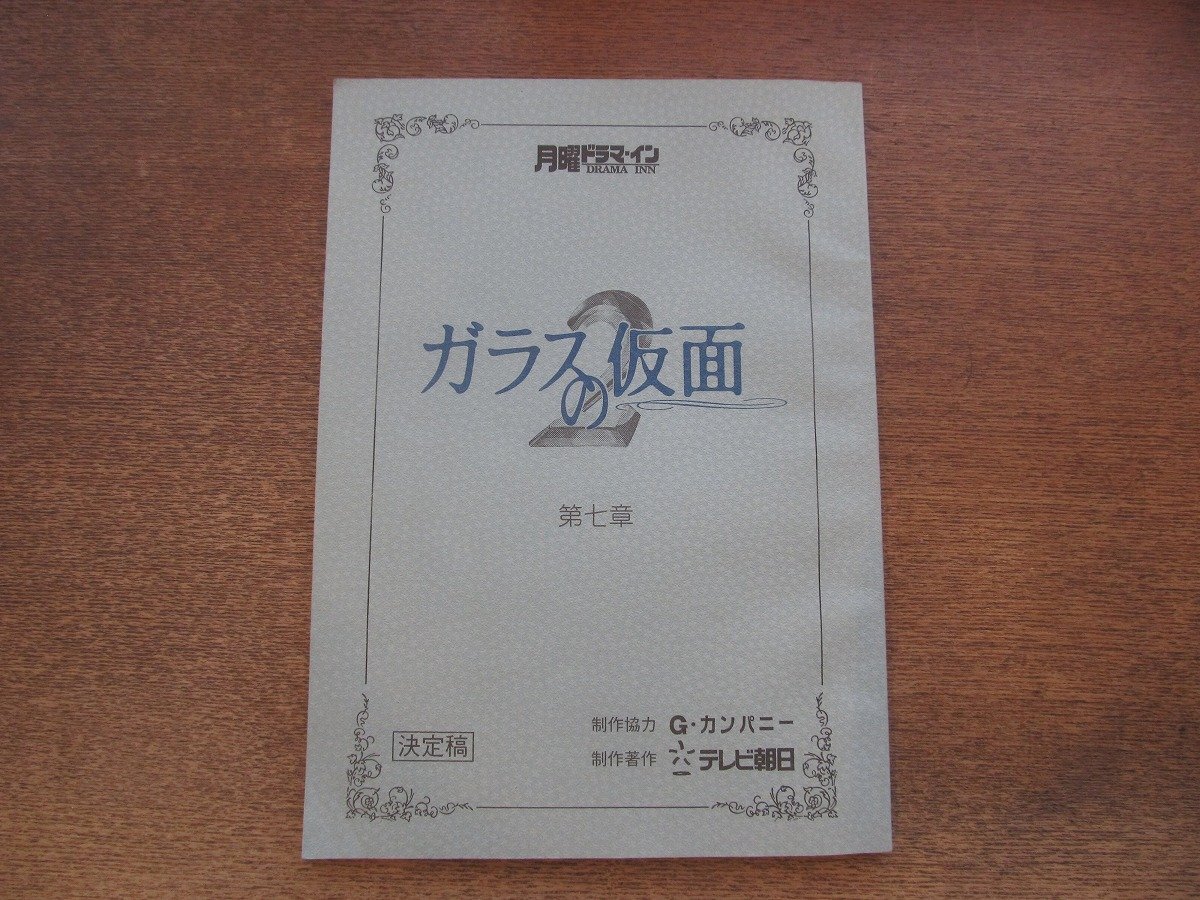 月曜ドラマ・イン
DRAMA INN
ガラスの仮面
2
第七章
決定稿
制作協力 G・カンパニー
制作著作 テレビ朝日